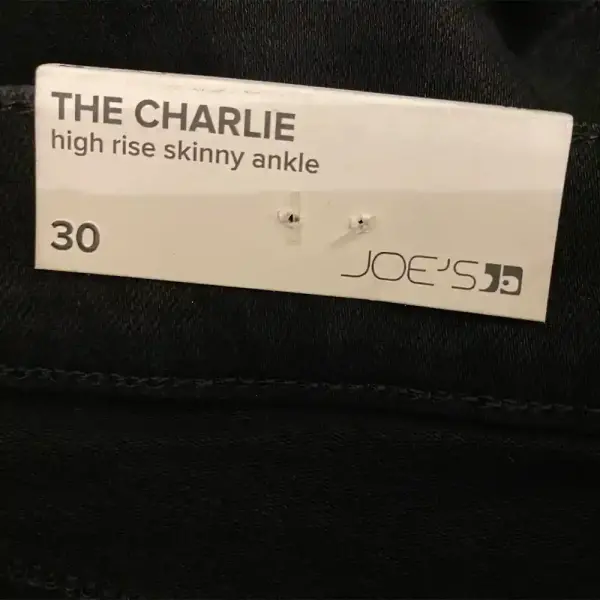 THE CHARLIE
high rise skinny ankle
30
JOE'S